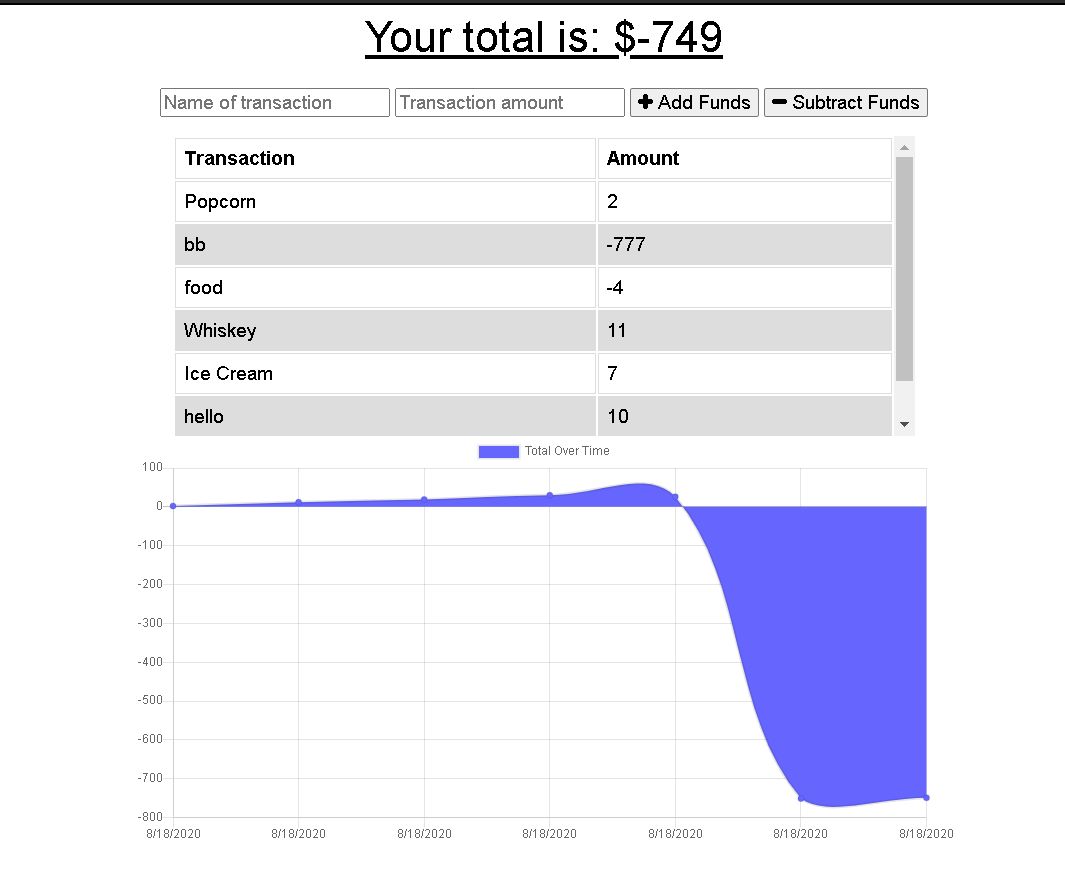 Your total is: $-749
Name of transaction Transaction amount Add Funds Subtract Funds
Transaction Amount
Popcorn 2
bb -777
food -4
Whiskey 11
Ice Cream 7
hello 10
Total Over Time
100
0
-100
-200
-300
-400
-500
-600
-700
-800
8/18/2020 8/18/2020 8/18/2020 8/18/2020 8/18/2020 8/18/2020 8/18/2020